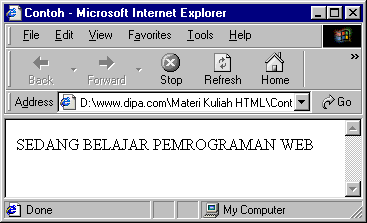 Contoh - Microsoft Internet Explorer
File Edit View Favorites Tools Help
Back Forward Stop Refresh Home
Address D:\www.dipa.com\Materi Kuliah HTML\Cont Go
SEDANG BELAJAR PEMROGRAMAN WEB
Done My Computer